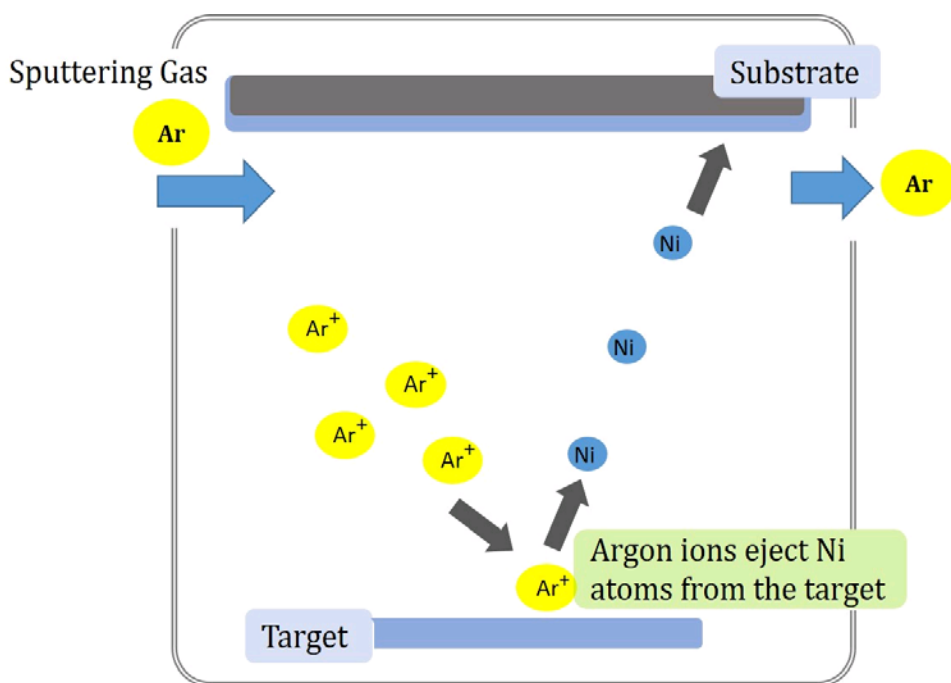 Sputtering Gas
Substrate
Ar
Ar
Ni
Ar⁺
Ni
Ar⁺
Ar⁺
Ar⁺
Ni
Argon ions eject Ni
atoms from the target
Ar⁺
Target